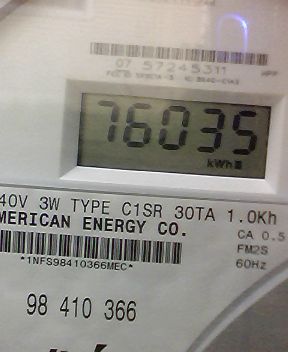 07 57245311
76035
kWh
40V 3W TYPE C1SR 30TA 1.0Kh
MERICAN ENERGY CO.
CA 0.5
FM2S
*1NFS98410366MEC*
60Hz
98 410 366